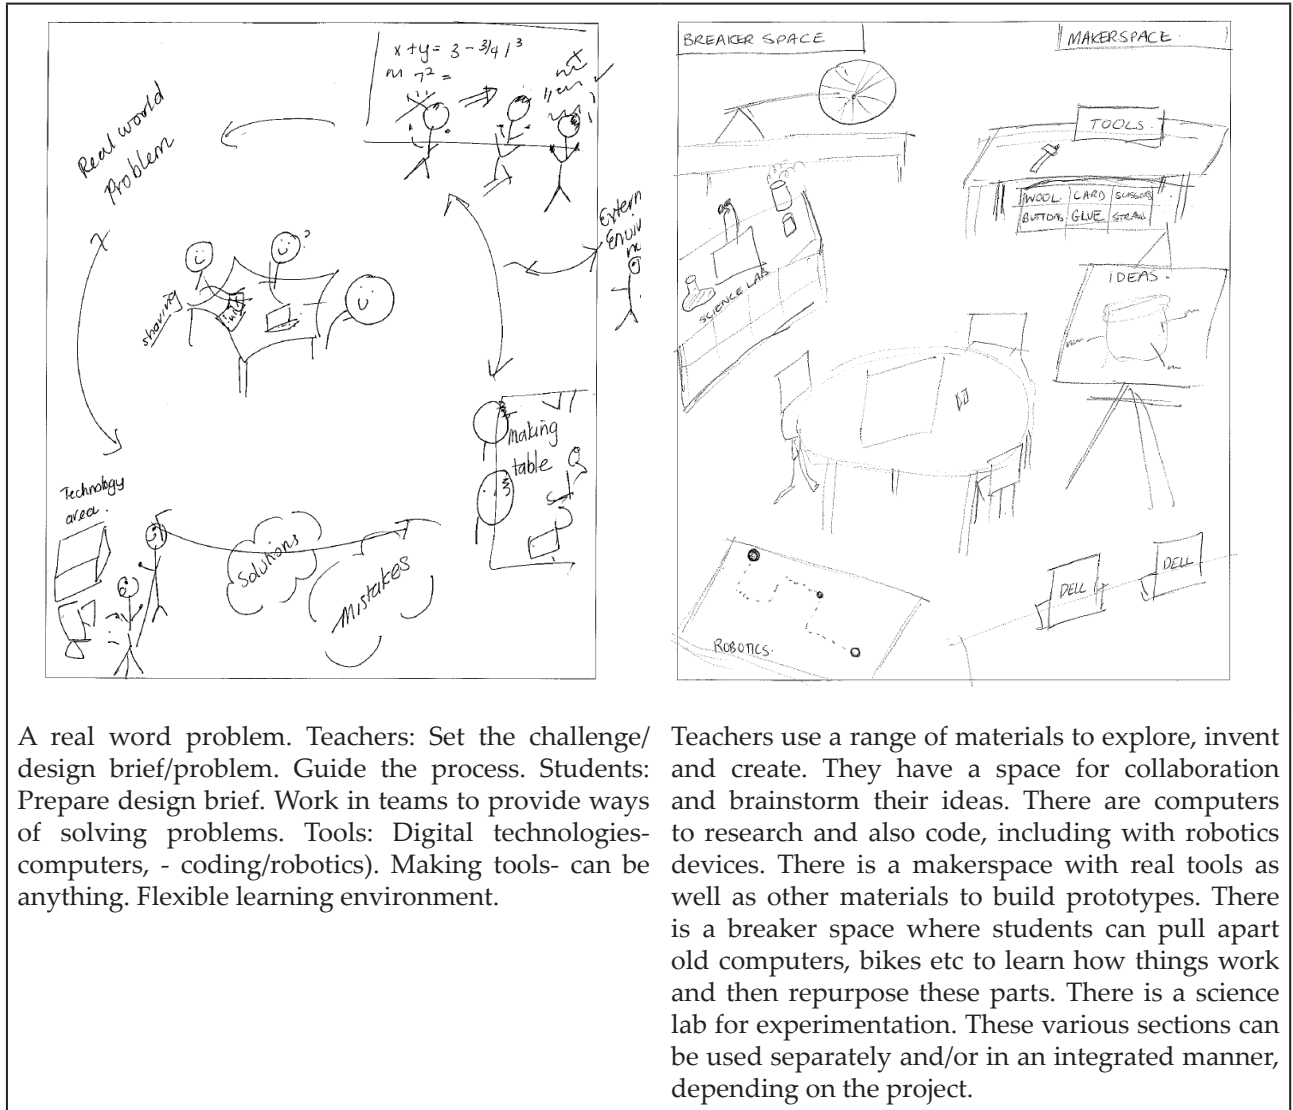 x + y = 3 - 3/4 1³
7² =
Real world
Problem
Extern
Envir
sharing
making
table
Technology
area.
Solutions
Mistakes
BREAKER SPACE
MAKERSPACE.
TOOLS.
WOOL CARD SCISSORS
BUTTONS GLUE STRAW
SCIENCE LAB
IDEAS.
DELL
DELL
ROBOTICS.
A real word problem. Teachers: Set the challenge/
design brief/problem. Guide the process. Students:
Prepare design brief. Work in teams to provide ways
of solving problems. Tools: Digital technologies-
computers, - coding/robotics). Making tools- can be
anything. Flexible learning environment.
Teachers use a range of materials to explore, invent
and create. They have a space for collaboration
and brainstorm their ideas. There are computers
to research and also code, including with robotics
devices. There is a makerspace with real tools as
well as other materials to build prototypes. There
is a breaker space where students can pull apart
old computers, bikes etc to learn how things work
and then repurpose these parts. There is a science
lab for experimentation. These various sections can
be used separately and/or in an integrated manner,
depending on the project.